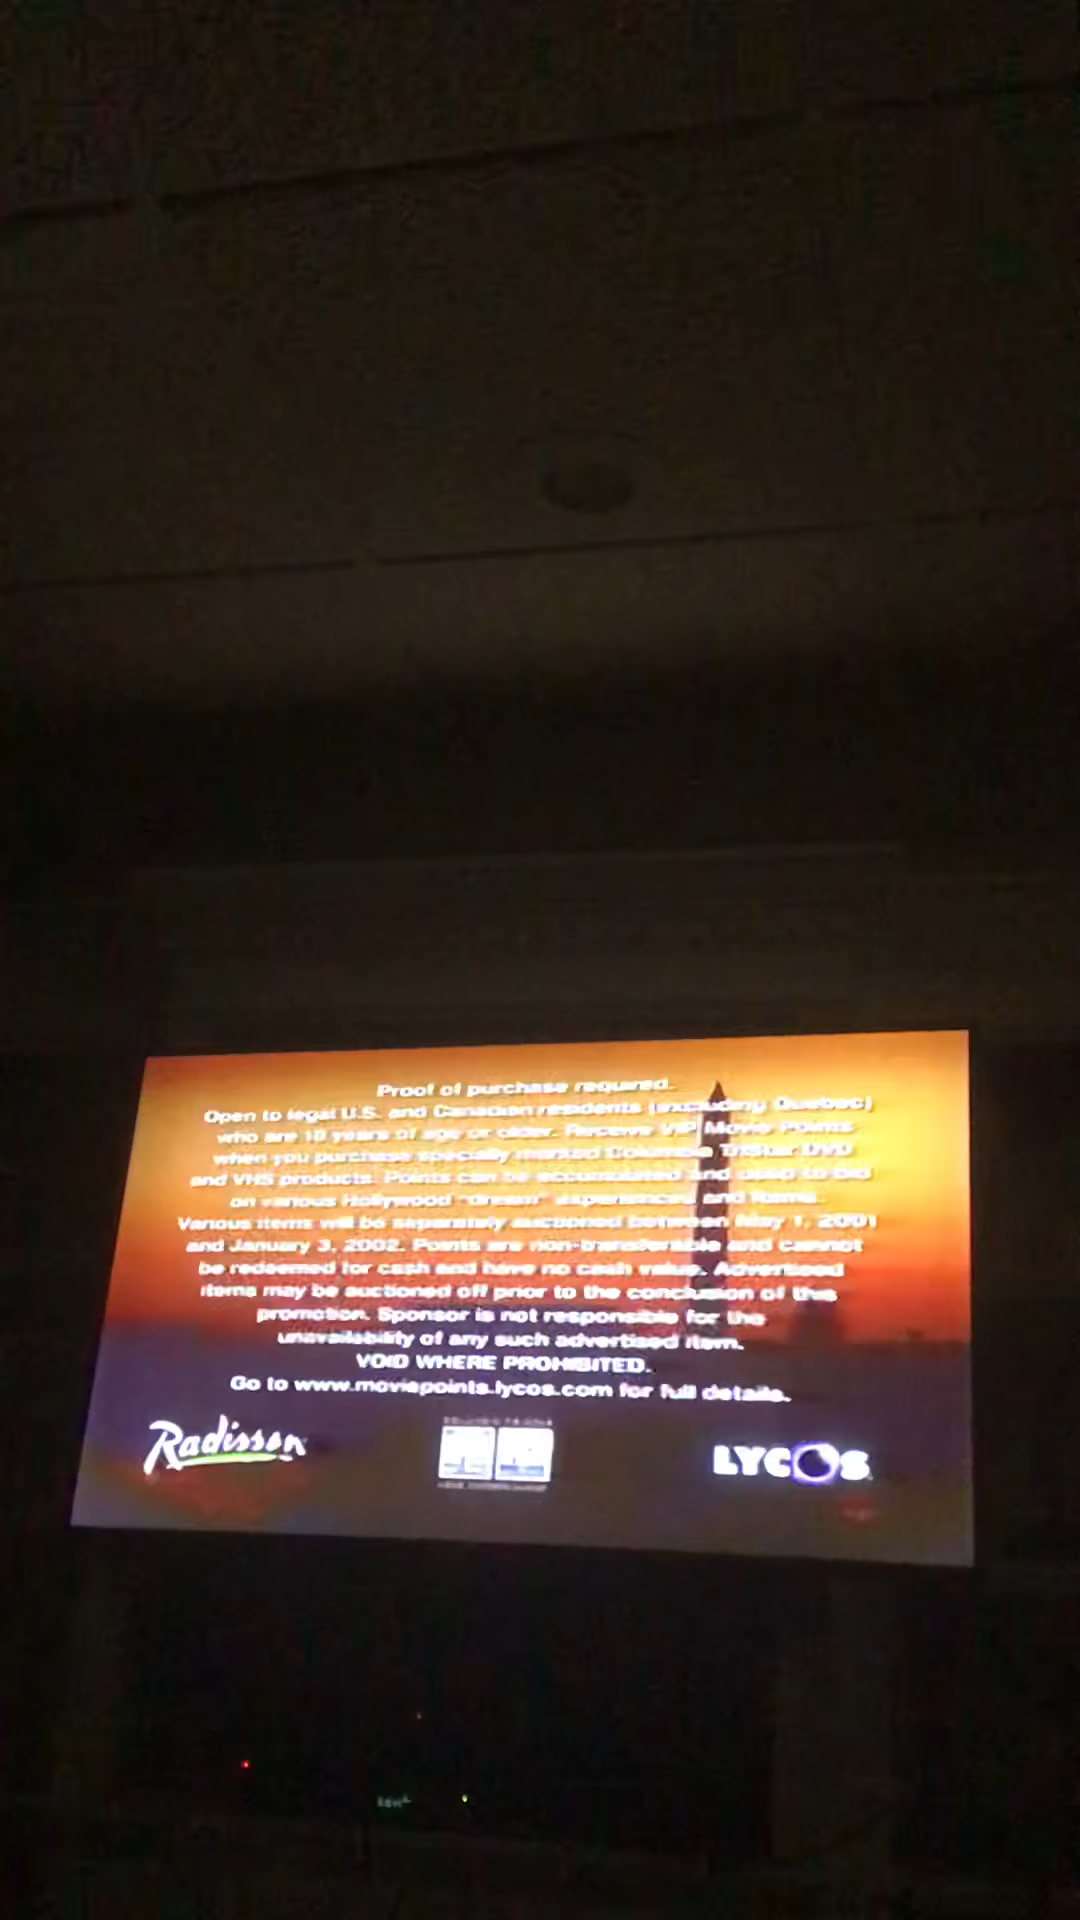 Proof of purchase required.
Open to legal U.S. and Canadian residents (excluding Quebec)
who are 18 years of age or older. Receive VIP Movie Points
when you purchase specially marked Columbia TriStar DVD
and VHS products. Points can be accumulated and used to bid
on various Hollywood "dream" experiences and items.
Various items will be separately auctioned between May 1, 2001
and January 3, 2002. Points are non-transferable and cannot
be redeemed for cash and have no cash value. Advertised
items may be auctioned off prior to the conclusion of this
promotion. Sponsor is not responsible for the
unavailability of any such advertised item.
VOID WHERE PROHIBITED.
Go to www.moviepoints.lycos.com for full details.
Radisson
LYCOS